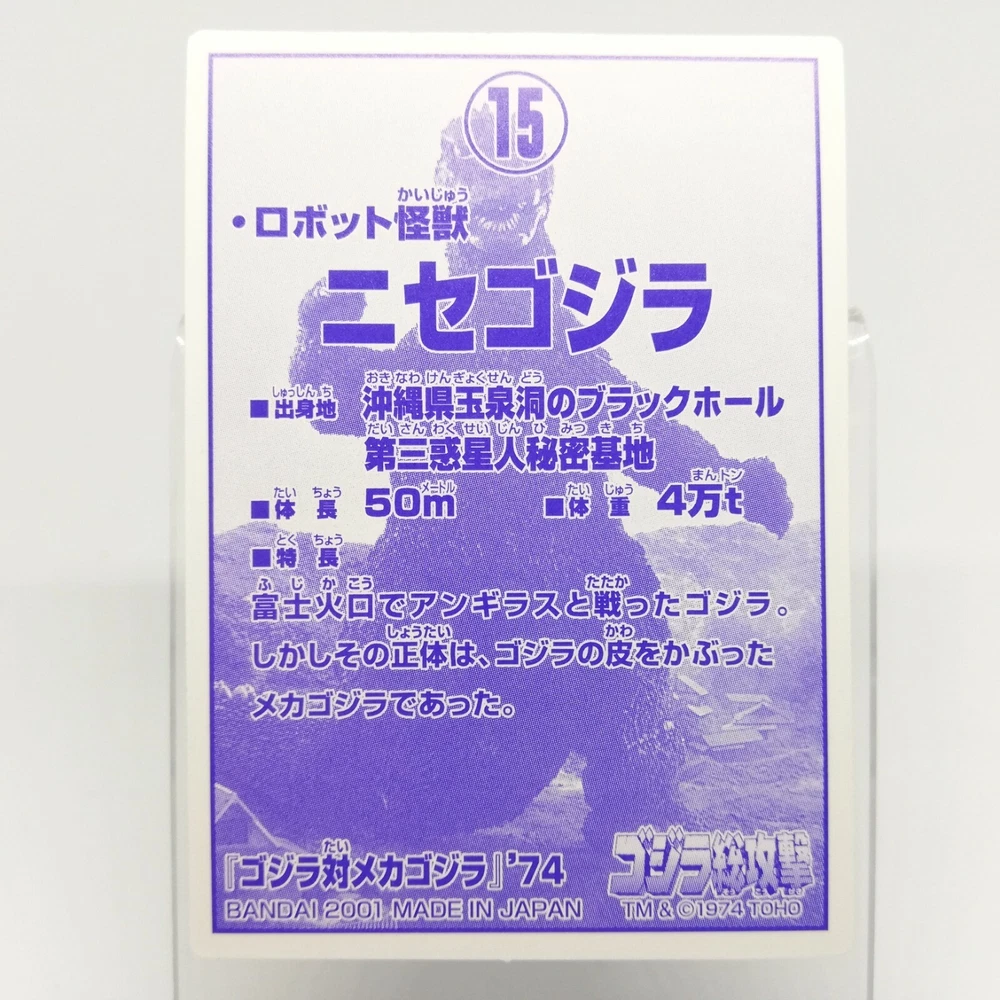 15
かいじゅう
・ロボット怪獣
ニセゴジラ
しゅっしん ち おき なわ けんぎょくせん どう
■出身地 沖縄県玉泉洞のブラックホール
だい さん わく せい じん ひ みつ き ち
第三惑星人秘密基地
たい ちょう メートル たい じゅう まん トン
■体長 50m ■体重 4万t
とく ちょう
■特長
ふ じ か こう たたか
富士火口でアンギラスと戦ったゴジラ。
しょうたい かわ
しかしその正体は、ゴジラの皮をかぶった
メカゴジラであった。
たい
『ゴジラ対メカゴジラ』'74
ゴジラ総攻撃
BANDAI 2001 MADE IN JAPAN
TM & ©1974 TOHO